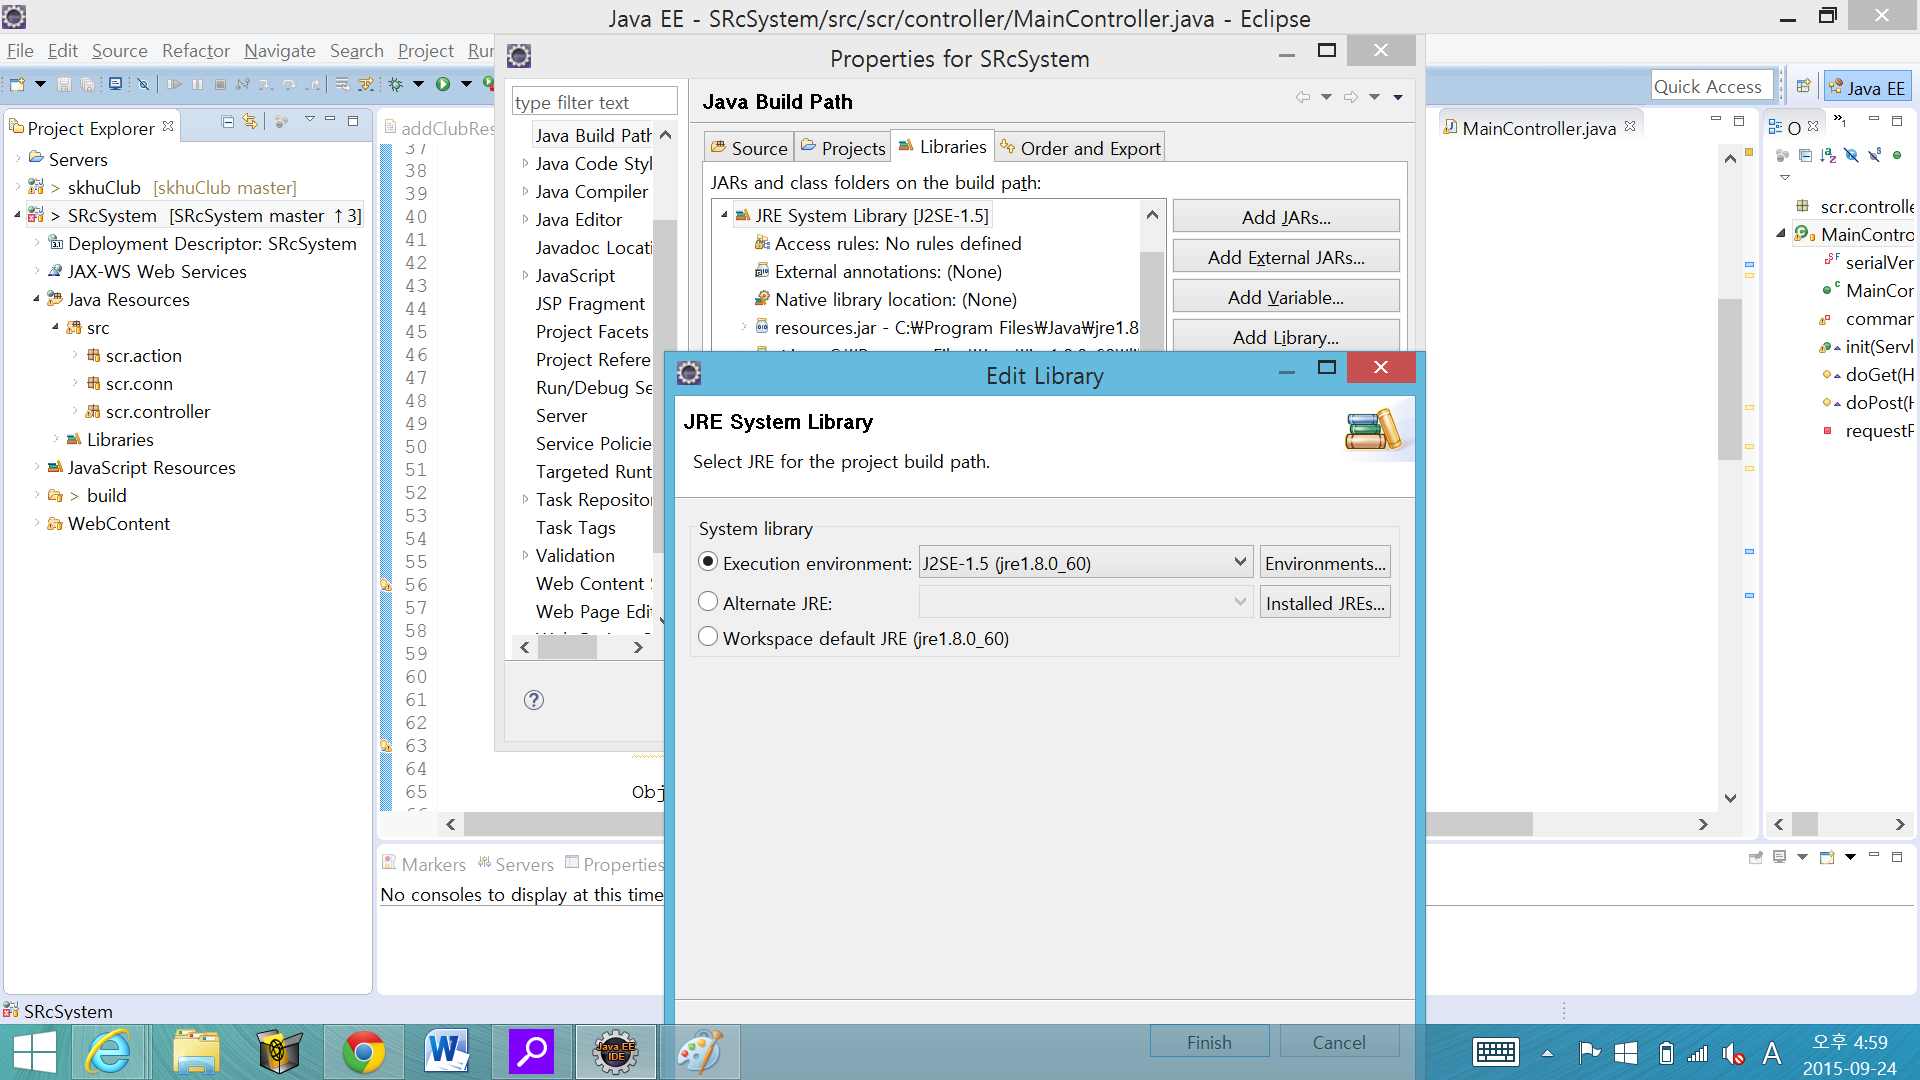 Java EE - SRcSystem/src/scr/controller/MainController.java - Eclipse
File Edit Source Refactor Navigate Search Project Run
Quick Access
Java EE
Project Explorer
Servers
> skhuClub [skhuClub master]
> SRcSystem [SRcSystem master ↑3]
Deployment Descriptor: SRcSystem
JAX-WS Web Services
Java Resources
src
scr.action
scr.conn
scr.controller
Libraries
JavaScript Resources
> build
WebContent
addClubRes
37
38
39
40
41
42
43
44
45
46
47
48
49
50
51
52
53
54
55
56
57
58
59
60
61
62
63
64
65
Obj
Properties for SRcSystem
type filter text
Java Build Path
Java Code Styl
Java Compiler
Java Editor
Javadoc Locati
JavaScript
JSP Fragment
Project Facets
Project Refere
Run/Debug Se
Server
Service Policie
Targeted Runt
Task Repositor
Task Tags
Validation
Web Content S
Web Page Edit
Java Build Path
Source Projects Libraries Order and Export
JARs and class folders on the build path:
JRE System Library [J2SE-1.5]
Access rules: No rules defined
External annotations: (None)
Native library location: (None)
resources.jar - C:₩Program Files₩Java₩jre1.8
Add JARs...
Add External JARs...
Add Variable...
Add Library...
Edit Library
JRE System Library
Select JRE for the project build path.
System library
Execution environment: J2SE-1.5 (jre1.8.0_60) Environments...
Alternate JRE: Installed JREs...
Workspace default JRE (jre1.8.0_60)
Finish Cancel
MainController.java
O
scr.controlle
MainContro
serialVer
MainCor
commar
init(Servl
doGet(H
doPost(H
requestP
Markers Servers Properties
No consoles to display at this time
SRcSystem
A
오후 4:59
2015-09-24